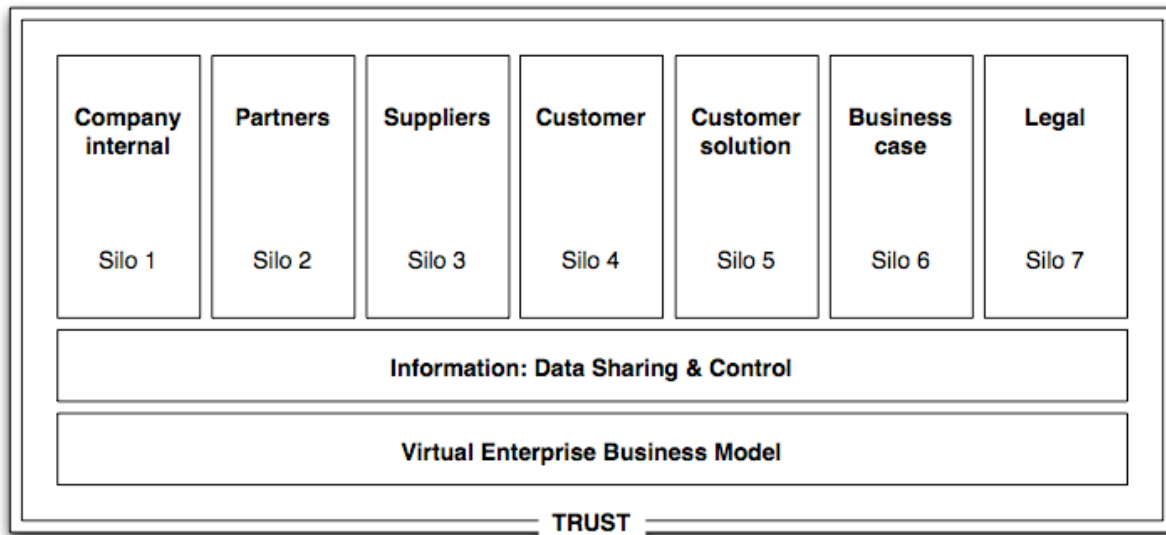 Company
internal
Partners
Suppliers
Customer
Customer
solution
Business
case
Legal
Silo 1
Silo 2
Silo 3
Silo 4
Silo 5
Silo 6
Silo 7
Information: Data Sharing & Control
Virtual Enterprise Business Model
TRUST